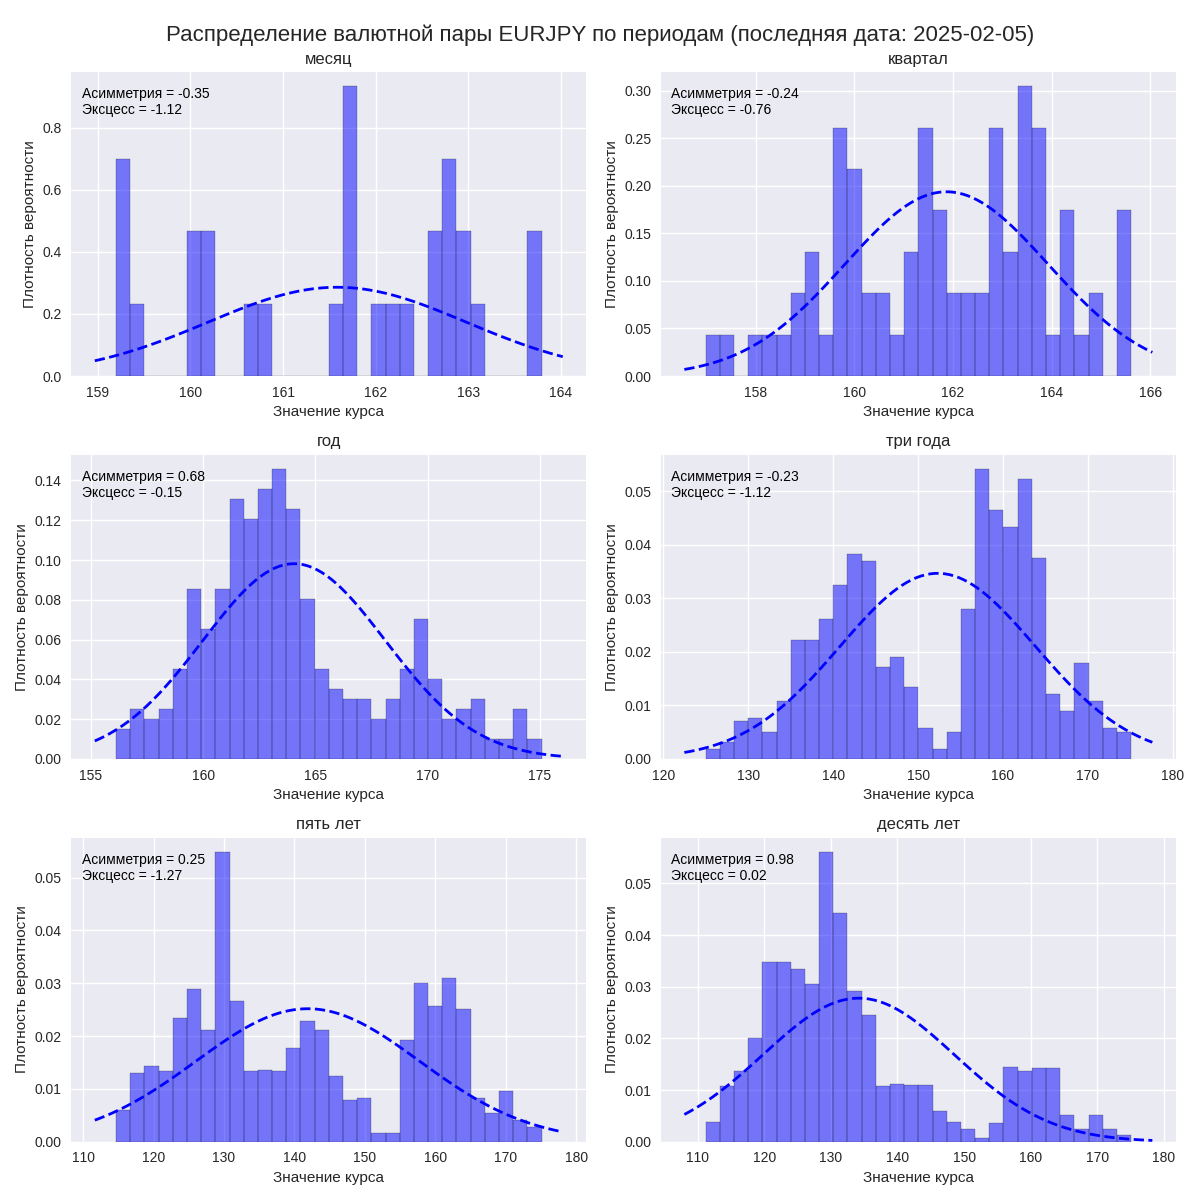 Распределение валютной пары EURJPY по периодам (последняя дата: 2025-02-05)
месяц
Асимметрия = -0.35
Эксцесс = -1.12
Плотность вероятности
0.8
0.6
0.4
0.2
0.0
159 160 161 162 163 164
Значение курса
квартал
Асимметрия = -0.24
Эксцесс = -0.76
Плотность вероятности
0.30
0.25
0.20
0.15
0.10
0.05
0.00
158 160 162 164 166
Значение курса
год
Асимметрия = 0.68
Эксцесс = -0.15
Плотность вероятности
0.14
0.12
0.10
0.08
0.06
0.04
0.02
0.00
155 160 165 170 175
Значение курса
три года
Асимметрия = -0.23
Эксцесс = -1.12
Плотность вероятности
0.05
0.04
0.03
0.02
0.01
0.00
120 130 140 150 160 170 180
Значение курса
пять лет
Асимметрия = 0.25
Эксцесс = -1.27
Плотность вероятности
0.05
0.04
0.03
0.02
0.01
0.00
110 120 130 140 150 160 170 180
Значение курса
десять лет
Асимметрия = 0.98
Эксцесс = 0.02
Плотность вероятности
0.05
0.04
0.03
0.02
0.01
0.00
110 120 130 140 150 160 170 180
Значение курса